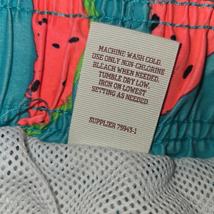 MACHINE WASH COLD.
USE ONLY NON-CHLORINE
BLEACH WHEN NEEDED.
TUMBLE DRY LOW.
IRON ON LOWEST
SETTING AS NEEDED.
SUPPLIER 75943-1